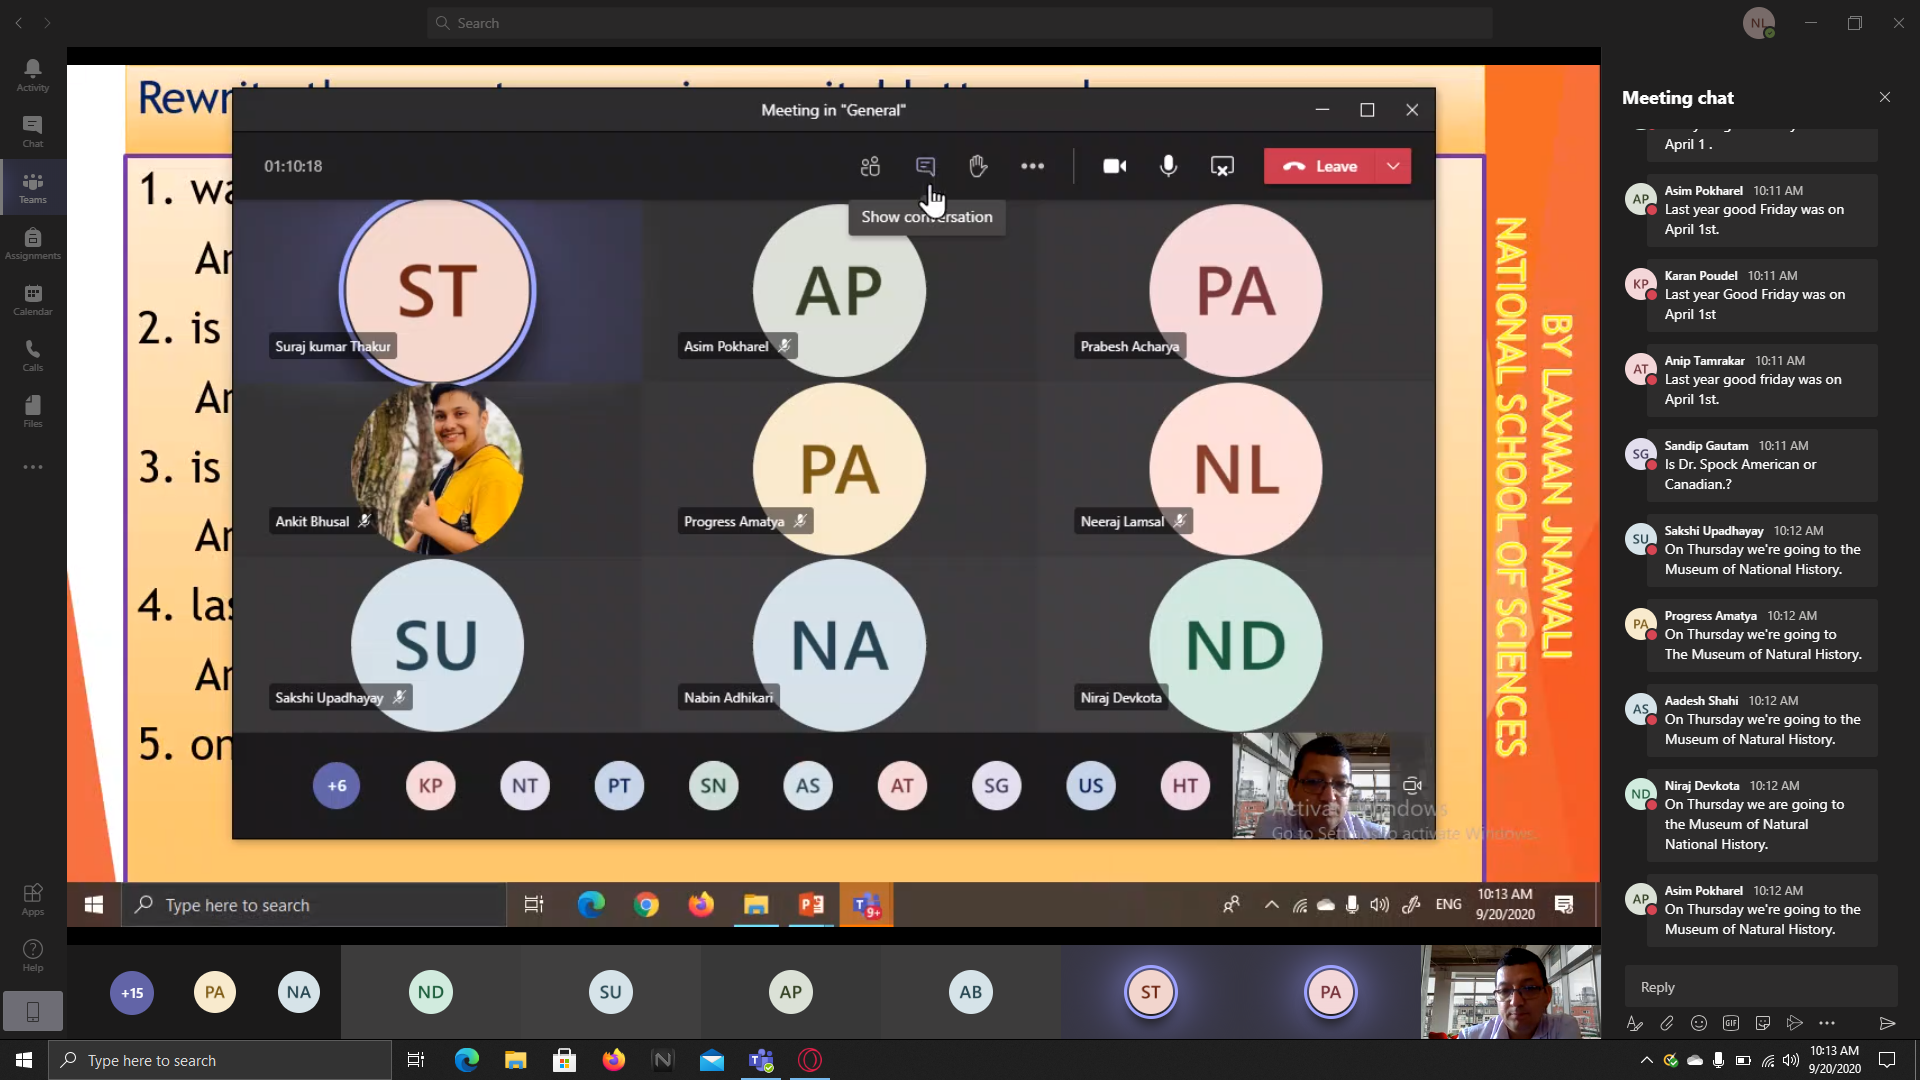 Search
NL
Activity
Chat
Teams
Assignments
Calendar
Calls
Files
Apps
Help
1.
2. is
3. is
4.
5. on
NATIONAL SCHOOL OF SCIENCES
BY LAXMAN JNAWALI
Meeting in "General"
01:10:18
Leave
Show conversation
ST
Suraj kumar Thakur
AP
Asim Pokharel
PA
Prabesh Acharya
Ankit Bhusal
PA
Progress Amatya
NL
Neeraj Lamsal
SU
Sakshi Upadhayay
NA
Nabin Adhikari
ND
Niraj Devkota
+6 KP NT PT SN AS AT SG US HT
Activate Windows
Go to Settings to activate Windows.
Type here to search
9+
ENG
10:13 AM
9/20/2020
+15 PA NA ND SU AP AB ST PA
Meeting chat
April 1 .
AP Asim Pokharel 10:11 AM
Last year good Friday was on
April 1st.
KP Karan Poudel 10:11 AM
Last year Good Friday was on
April 1st
AT Anip Tamrakar 10:11 AM
Last year good friday was on
April 1st.
SG Sandip Gautam 10:11 AM
Is Dr. Spock American or
Canadian.?
SU Sakshi Upadhayay 10:12 AM
On Thursday we're going to the
Museum of National History.
PA Progress Amatya 10:12 AM
On Thursday we're going to
The Museum of Natural History.
AS Aadesh Shahi 10:12 AM
On Thursday we're going to the
Museum of Natural History.
ND Niraj Devkota 10:12 AM
On Thursday we are going to
the Museum of Natural
National History.
AP Asim Pokharel 10:12 AM
On Thursday we're going to the
Museum of Natural History.
Reply
GIF
Type here to search
10:13 AM
9/20/2020